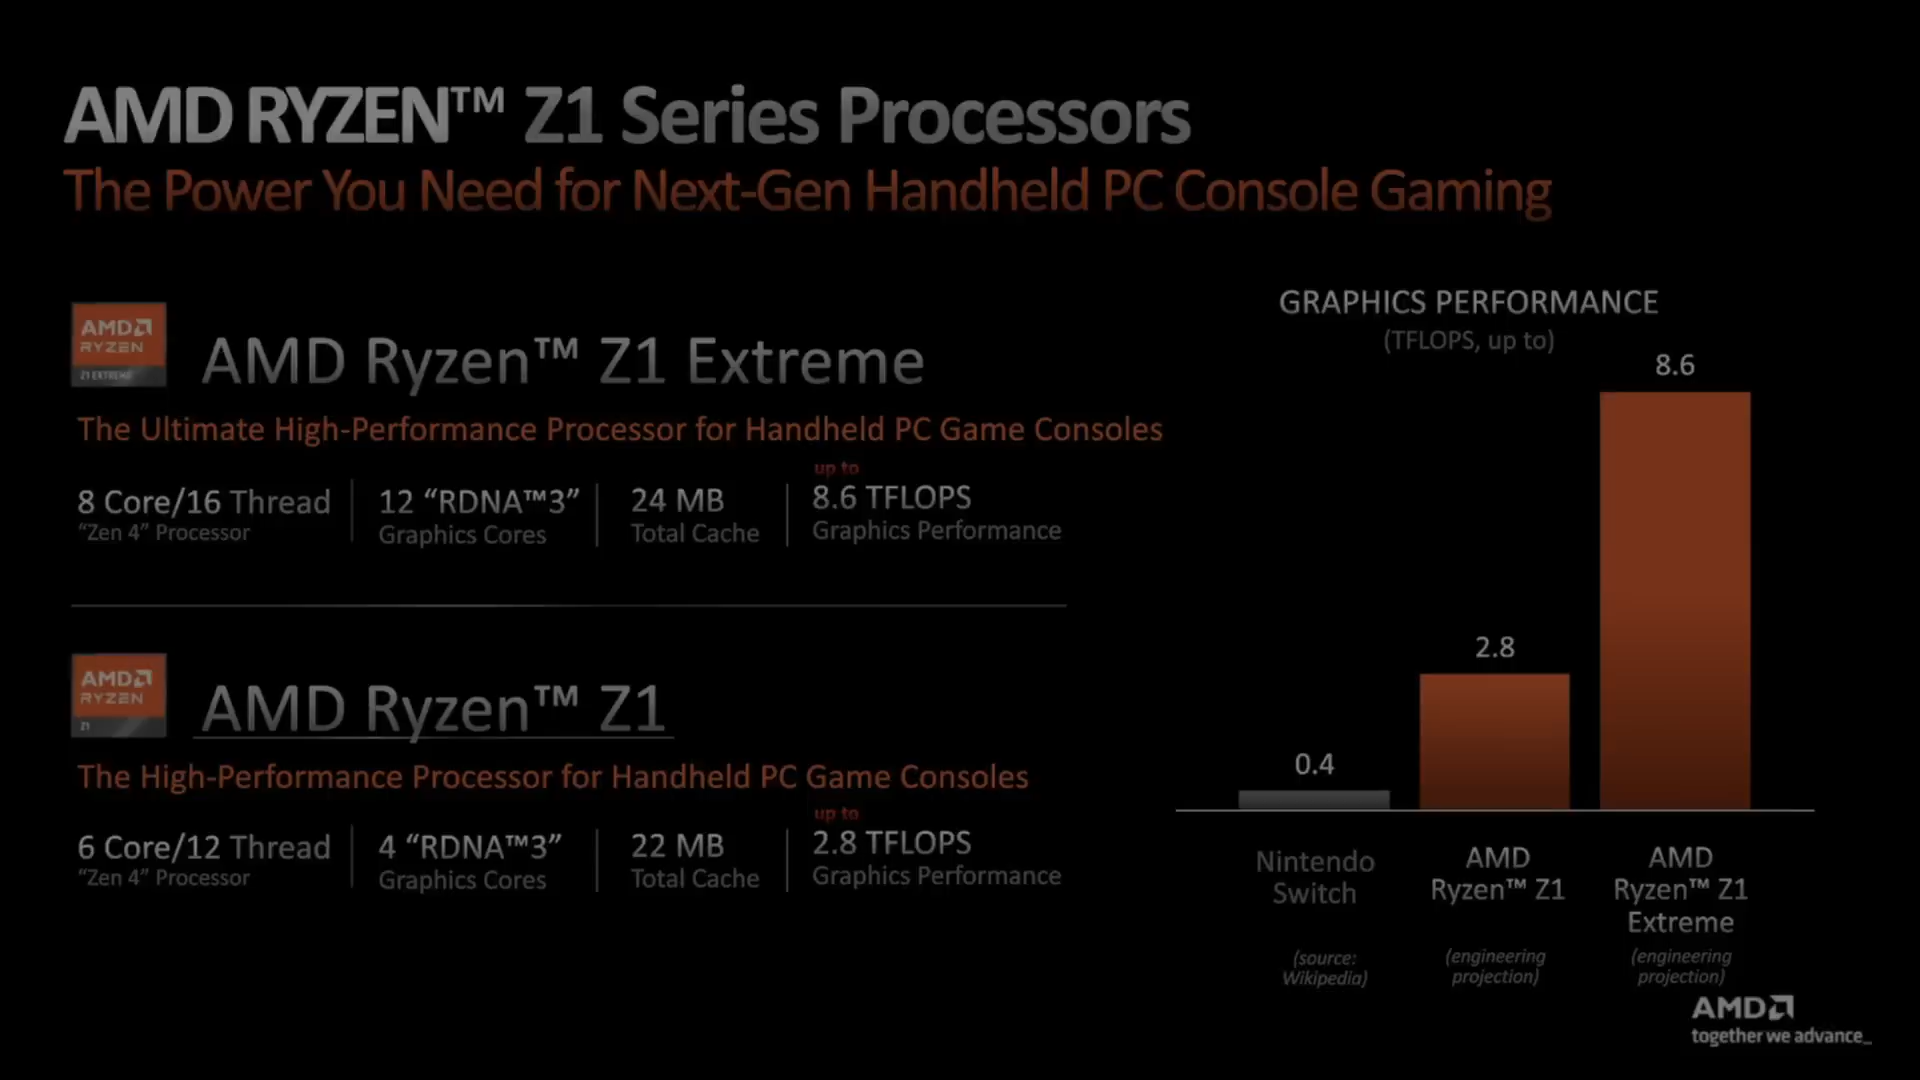 AMD RYZEN™ Z1 Series Processors
The Power You Need for Next-Gen Handheld PC Console Gaming
AMD
RYZEN
Z1 EXTREME
AMD Ryzen™ Z1 Extreme
The Ultimate High-Performance Processor for Handheld PC Game Consoles
8 Core/16 Thread
"Zen 4" Processor
12 “RDNA™3”
Graphics Cores
24 MB
Total Cache
up to
8.6 TFLOPS
Graphics Performance
AMD
RYZEN
Z1
AMD Ryzen™ Z1
The High-Performance Processor for Handheld PC Game Consoles
6 Core/12 Thread
"Zen 4" Processor
4 “RDNA™3”
Graphics Cores
22 MB
Total Cache
up to
2.8 TFLOPS
Graphics Performance
GRAPHICS PERFORMANCE
(TFLOPS, up to)
0.4
2.8
8.6
Nintendo
Switch
(source:
Wikipedia)
AMD
Ryzen™ Z1
(engineering
projection)
AMD
Ryzen™ Z1
Extreme
(engineering
projection)
AMD
together we advance_